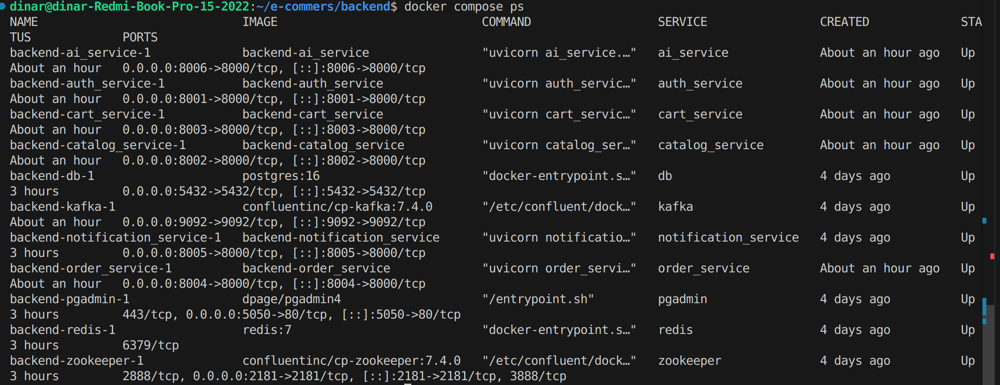 dinar@dinar-Redmi-Book-Pro-15-2022:~/e-commers/backend$ docker compose ps
NAME IMAGE COMMAND SERVICE CREATED STA
TUS PORTS
backend-ai_service-1 backend-ai_service "uvicorn ai_service.…" ai_service About an hour ago Up
About an hour 0.0.0.0:8006->8000/tcp, [::]:8006->8000/tcp
backend-auth_service-1 backend-auth_service "uvicorn auth_servic…" auth_service About an hour ago Up
About an hour 0.0.0.0:8001->8000/tcp, [::]:8001->8000/tcp
backend-cart_service-1 backend-cart_service "uvicorn cart_servic…" cart_service About an hour ago Up
About an hour 0.0.0.0:8003->8000/tcp, [::]:8003->8000/tcp
backend-catalog_service-1 backend-catalog_service "uvicorn catalog_ser…" catalog_service About an hour ago Up
About an hour 0.0.0.0:8002->8000/tcp, [::]:8002->8000/tcp
backend-db-1 postgres:16 "docker-entrypoint.s…" db 4 days ago Up
3 hours 0.0.0.0:5432->5432/tcp, [::]:5432->5432/tcp
backend-kafka-1 confluentinc/cp-kafka:7.4.0 "/etc/confluent/dock…" kafka 4 days ago Up
About an hour 0.0.0.0:9092->9092/tcp, [::]:9092->9092/tcp
backend-notification_service-1 backend-notification_service "uvicorn notificatio…" notification_service 4 days ago Up
3 hours 0.0.0.0:8005->8000/tcp, [::]:8005->8000/tcp
backend-order_service-1 backend-order_service "uvicorn order_servi…" order_service About an hour ago Up
About an hour 0.0.0.0:8004->8000/tcp, [::]:8004->8000/tcp
backend-pgadmin-1 dpage/pgadmin4 "/entrypoint.sh" pgadmin 4 days ago Up
3 hours 443/tcp, 0.0.0.0:5050->80/tcp, [::]:5050->80/tcp
backend-redis-1 redis:7 "docker-entrypoint.s…" redis 4 days ago Up
3 hours 6379/tcp
backend-zookeeper-1 confluentinc/cp-zookeeper:7.4.0 "/etc/confluent/dock…" zookeeper 4 days ago Up
3 hours 2888/tcp, 0.0.0.0:2181->2181/tcp, [::]:2181->2181/tcp, 3888/tcp